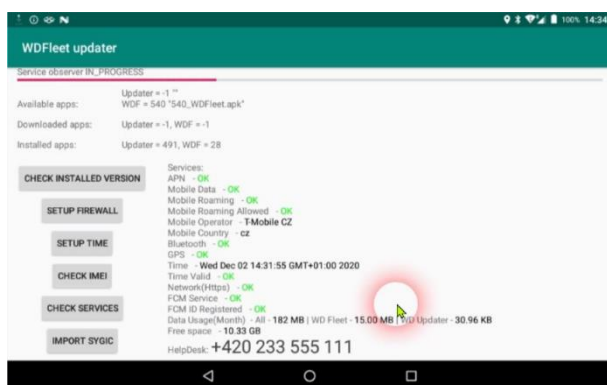 100% 14:34
WDFleet updater
Service observer IN_PROGRESS
Updater = -1 ""
Available apps: WDF = 540 "540_WDFleet.apk"
Downloaded apps: Updater = -1, WDF = -1
Installed apps: Updater = 491, WDF = 28
CHECK INSTALLED VERSION
SETUP FIREWALL
SETUP TIME
CHECK IMEI
CHECK SERVICES
IMPORT SYGIC
Services:
APN - OK
Mobile Data - OK
Mobile Roaming - OK
Mobile Roaming Allowed - OK
Mobile Operator - T-Mobile CZ
Mobile Country - cz
Bluetooth - OK
GPS - OK
Time - Wed Dec 02 14:31:55 GMT+01:00 2020
Time Valid - OK
Network(Https) - OK
FCM Service - OK
FCM ID Registered - OK
Data Usage(Month) - All - 182 MB | WD Fleet - 15.00 MB | WD Updater - 30.96 KB
Free space - 10.33 GB
HelpDesk: +420 233 555 111